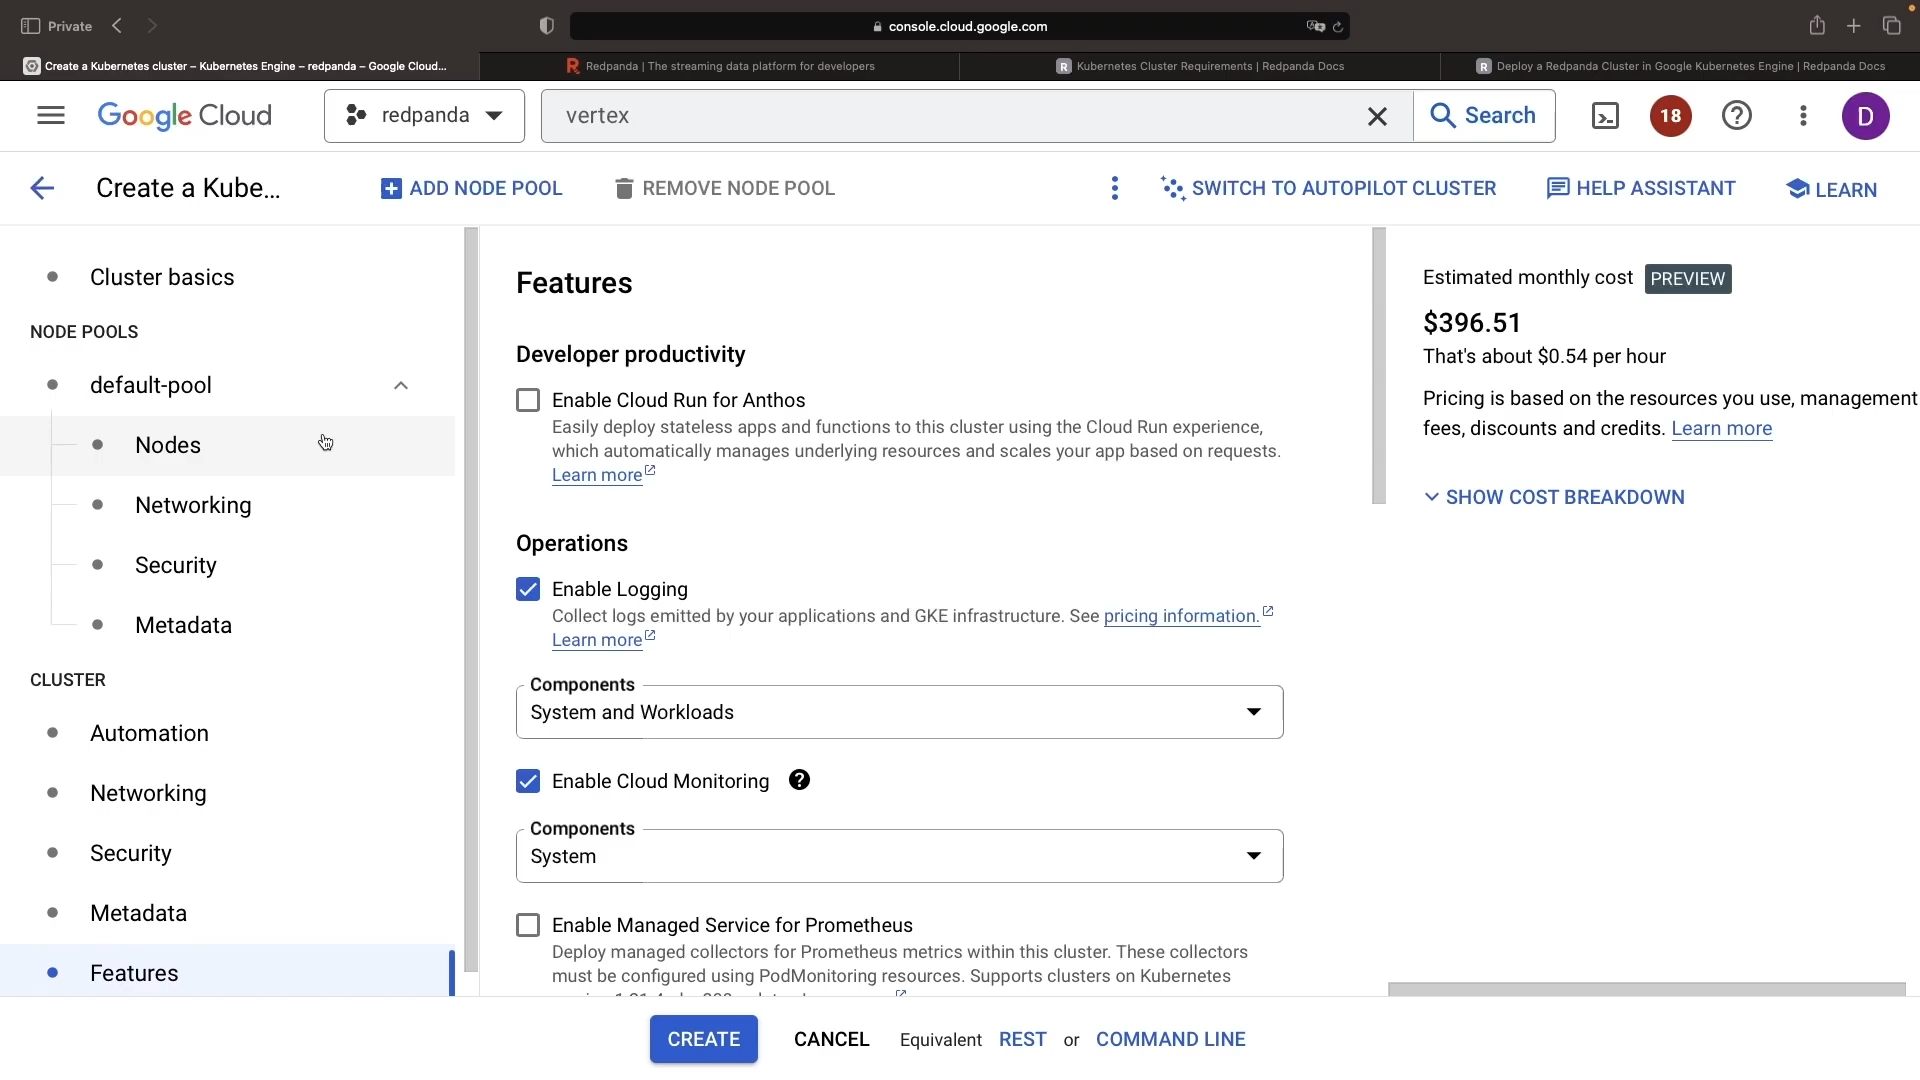 Private
console.cloud.google.com
Create a Kubernetes cluster – Kubernetes Engine – redpanda – Google Cloud...
Redpanda | The streaming data platform for developers
Kubernetes Cluster Requirements | Redpanda Docs
Deploy a Redpanda Cluster in Google Kubernetes Engine | Redpanda Docs
Google Cloud
redpanda
vertex
Search
18
D
Create a Kube...
ADD NODE POOL
REMOVE NODE POOL
SWITCH TO AUTOPILOT CLUSTER
HELP ASSISTANT
LEARN
Cluster basics
NODE POOLS
default-pool
Nodes
Networking
Security
Metadata
CLUSTER
Automation
Networking
Security
Metadata
Features
Features
Developer productivity
Enable Cloud Run for Anthos
Easily deploy stateless apps and functions to this cluster using the Cloud Run experience,
which automatically manages underlying resources and scales your app based on requests.
Learn more
Operations
Enable Logging
Collect logs emitted by your applications and GKE infrastructure. See pricing information.
Learn more
Components
System and Workloads
Enable Cloud Monitoring
Components
System
Enable Managed Service for Prometheus
Deploy managed collectors for Prometheus metrics within this cluster. These collectors
must be configured using PodMonitoring resources. Supports clusters on Kubernetes
Estimated monthly cost PREVIEW
$396.51
That's about $0.54 per hour
Pricing is based on the resources you use, management
fees, discounts and credits. Learn more
SHOW COST BREAKDOWN
CREATE
CANCEL
Equivalent REST or COMMAND LINE